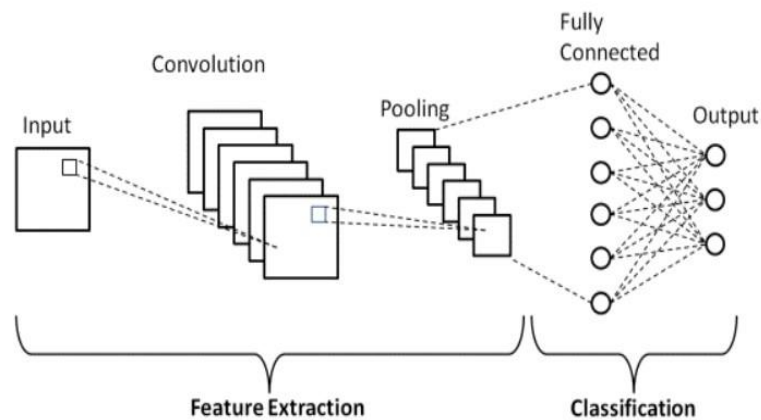 Input
Convolution
Pooling
Fully
Connected
Output
Feature Extraction
Classification